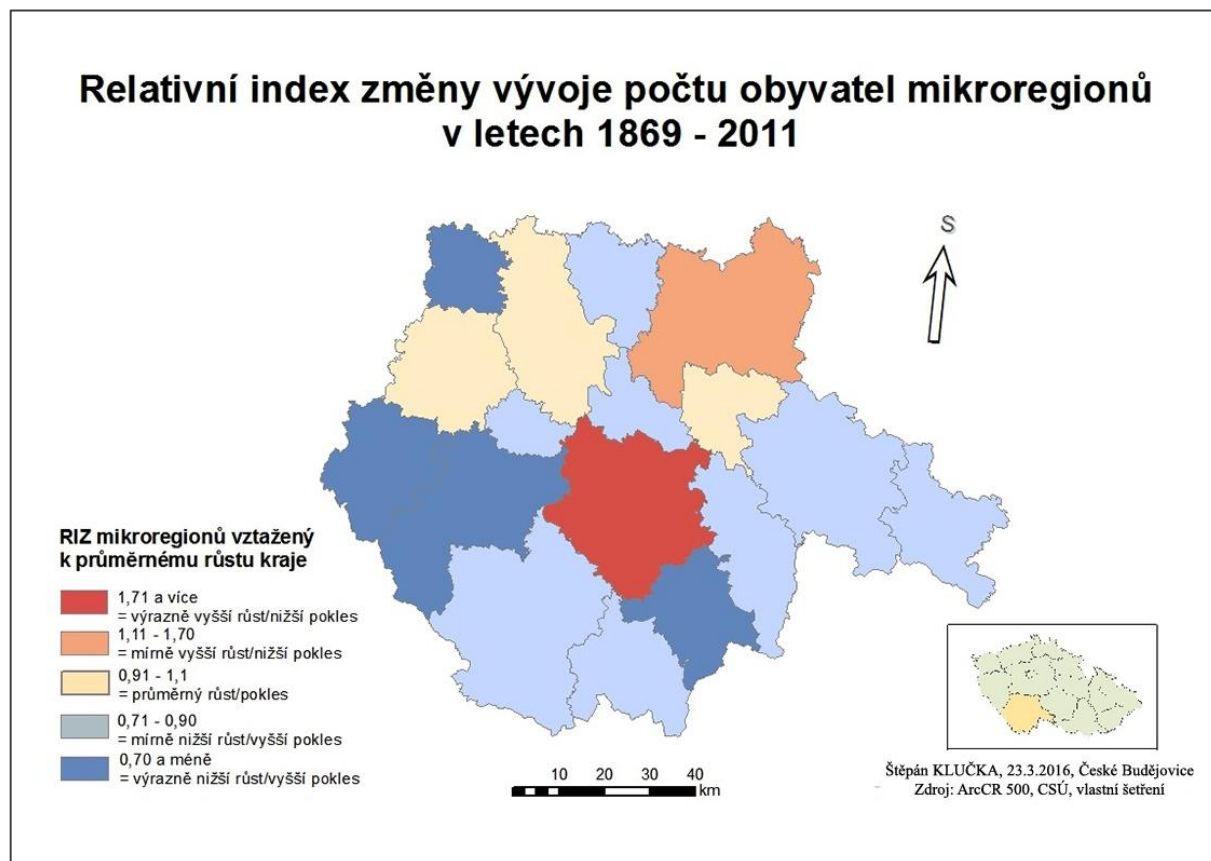 Relativní index změny vývoje počtu obyvatel mikroregionů
v letech 1869 - 2011
S
RIZ mikroregionů vztažený
k průměrnému růstu kraje
1,71 a více
= výrazně vyšší růst/nižší pokles
1,11 - 1,70
= mírně vyšší růst/nižší pokles
0,91 - 1,1
= průměrný růst/pokles
0,71 - 0,90
= mírně nižší růst/vyšší pokles
0,70 a méně
= výrazně nižší růst/vyšší pokles
10 20 30 40
km
Štěpán KLUČKA, 23.3.2016, České Budějovice
Zdroj: ArcCR 500, CSÚ, vlastní šetření